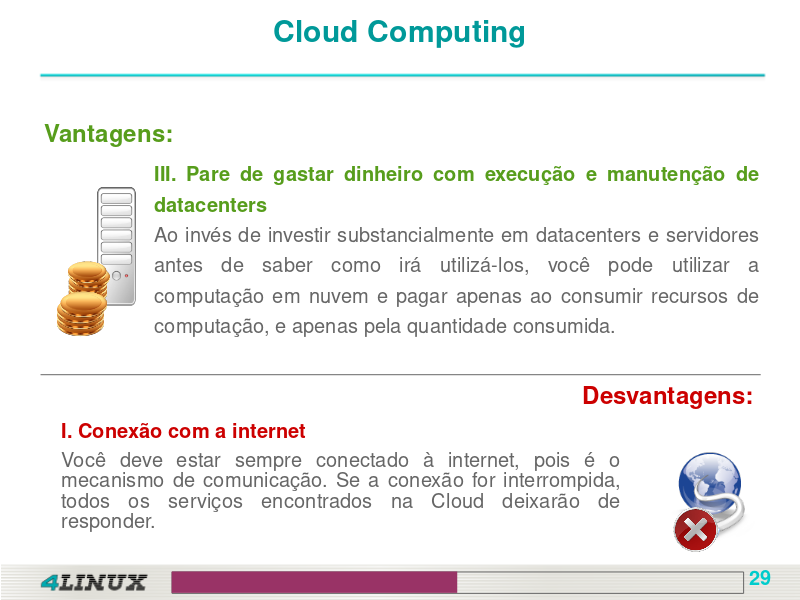 Cloud Computing
Vantagens:
III. Pare de gastar dinheiro com execução e manutenção de
datacenters
Ao invés de investir substancialmente em datacenters e servidores
antes de saber como irá utilizá-los, você pode utilizar a
computação em nuvem e pagar apenas ao consumir recursos de
computação, e apenas pela quantidade consumida.
Desvantagens:
I. Conexão com a internet
Você deve estar sempre conectado à internet, pois é o
mecanismo de comunicação. Se a conexão for interrompida,
todos os serviços encontrados na Cloud deixarão de
responder.
4LINUX
29